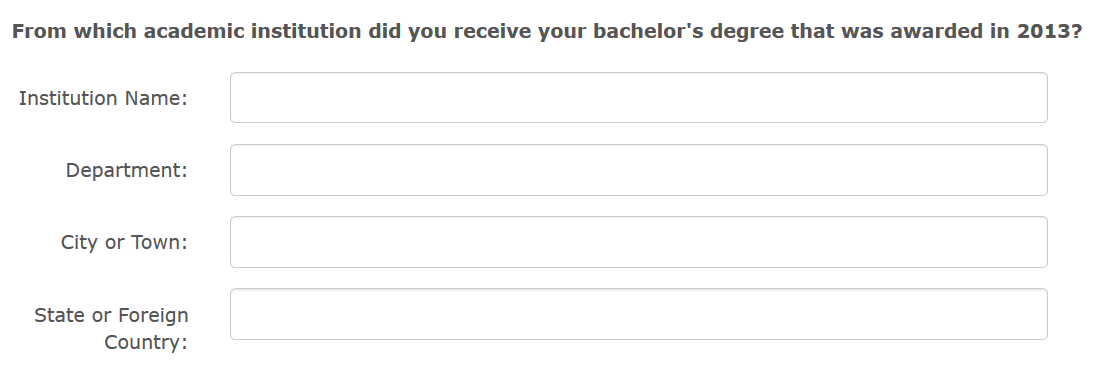 From which academic institution did you receive your bachelor's degree that was awarded in 2013?
Institution Name:
Department:
City or Town:
State or Foreign
Country: